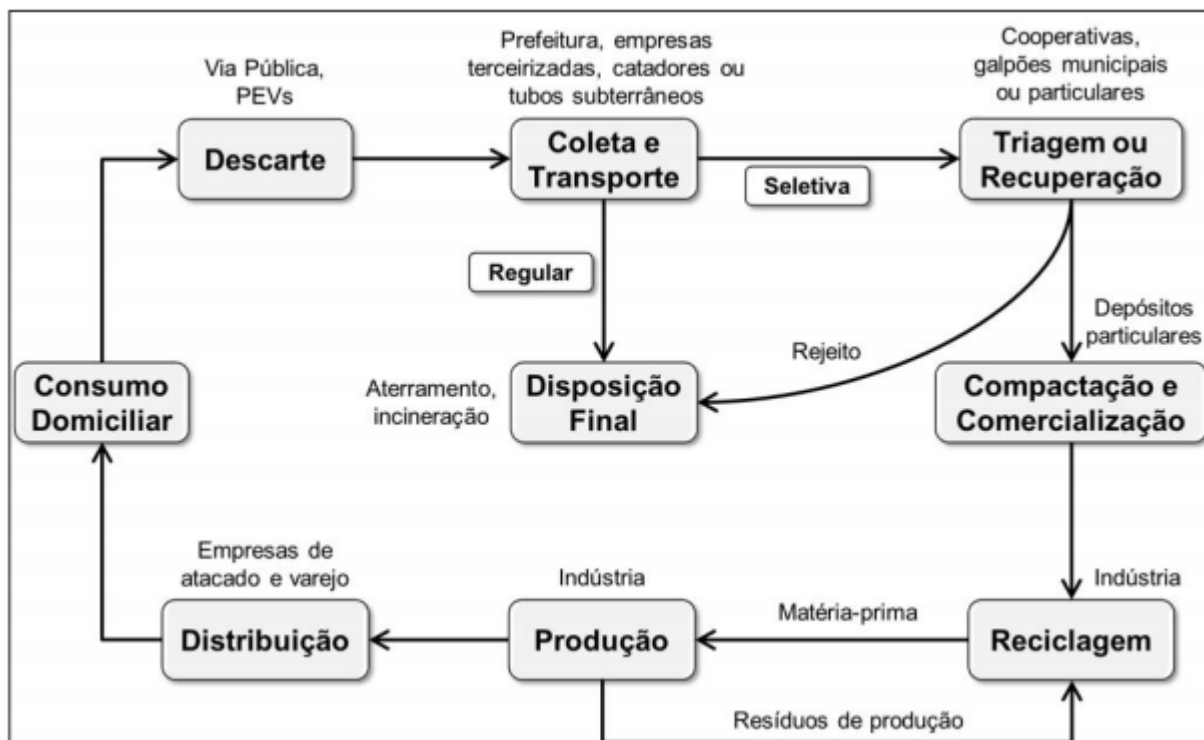 Via Pública,
PEVs
Descarte
Prefeitura, empresas
terceirizadas, catadores ou
tubos subterrâneos
Coleta e
Transporte
Seletiva
Cooperativas,
galpões municipais
ou particulares
Triagem ou
Recuperação
Regular
Rejeito
Depósitos
particulares
Consumo
Domiciliar
Aterramento,
incineração
Disposição
Final
Compactação e
Comercialização
Empresas de
atacado e varejo
Distribuição
Indústria
Produção
Matéria-prima
Indústria
Reciclagem
Resíduos de produção